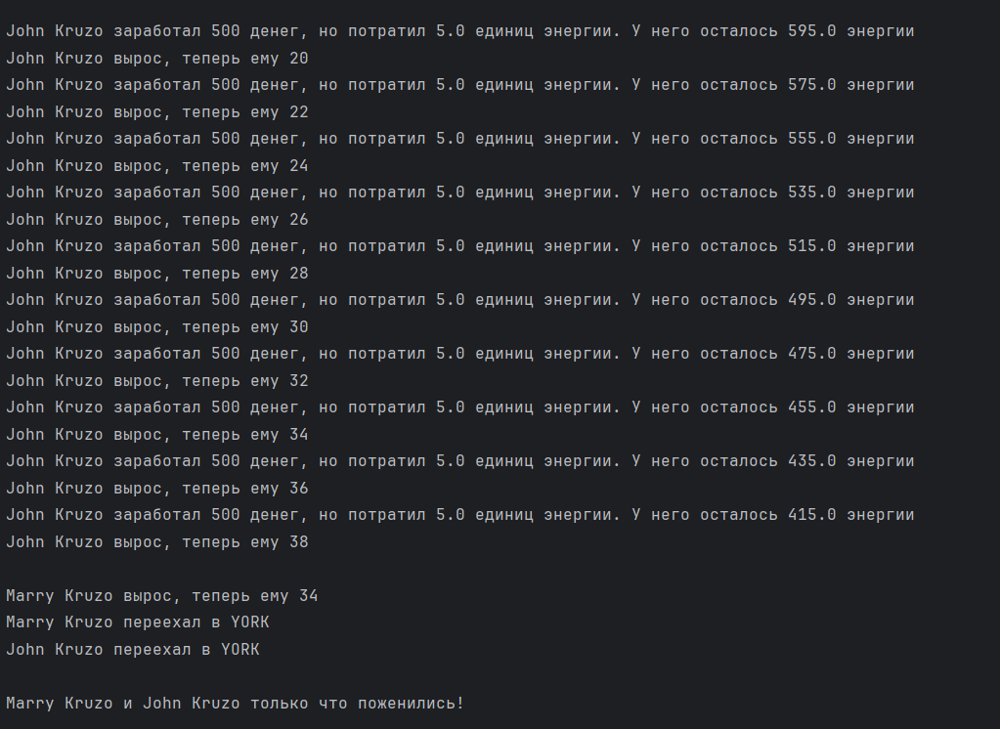 John Kruzo заработал 500 денег, но потратил 5.0 единиц энергии. У него осталось 595.0 энергии
John Kruzo вырос, теперь ему 20
John Kruzo заработал 500 денег, но потратил 5.0 единиц энергии. У него осталось 575.0 энергии
John Kruzo вырос, теперь ему 22
John Kruzo заработал 500 денег, но потратил 5.0 единиц энергии. У него осталось 555.0 энергии
John Kruzo вырос, теперь ему 24
John Kruzo заработал 500 денег, но потратил 5.0 единиц энергии. У него осталось 535.0 энергии
John Kruzo вырос, теперь ему 26
John Kruzo заработал 500 денег, но потратил 5.0 единиц энергии. У него осталось 515.0 энергии
John Kruzo вырос, теперь ему 28
John Kruzo заработал 500 денег, но потратил 5.0 единиц энергии. У него осталось 495.0 энергии
John Kruzo вырос, теперь ему 30
John Kruzo заработал 500 денег, но потратил 5.0 единиц энергии. У него осталось 475.0 энергии
John Kruzo вырос, теперь ему 32
John Kruzo заработал 500 денег, но потратил 5.0 единиц энергии. У него осталось 455.0 энергии
John Kruzo вырос, теперь ему 34
John Kruzo заработал 500 денег, но потратил 5.0 единиц энергии. У него осталось 435.0 энергии
John Kruzo вырос, теперь ему 36
John Kruzo заработал 500 денег, но потратил 5.0 единиц энергии. У него осталось 415.0 энергии
John Kruzo вырос, теперь ему 38
Marry Kruzo вырос, теперь ему 34
Marry Kruzo переехал в YORK
John Kruzo переехал в YORK
Marry Kruzo и John Kruzo только что поженились!